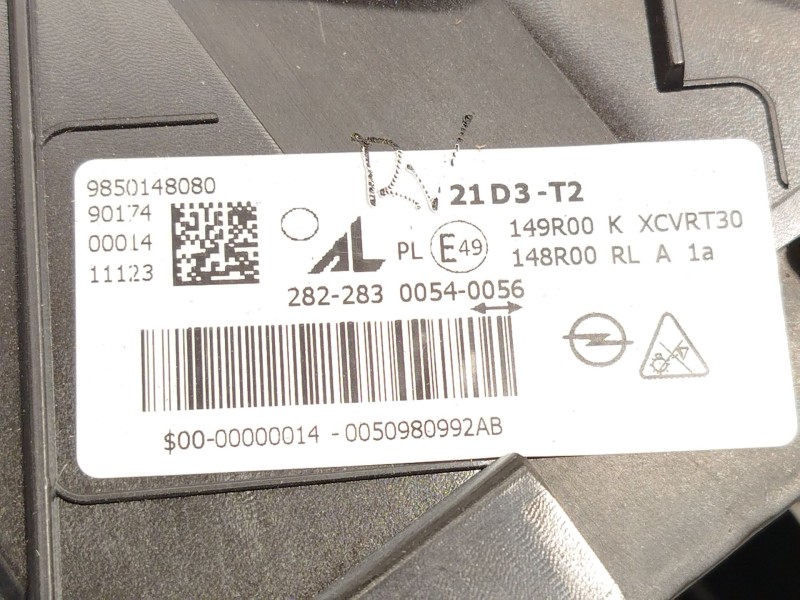 9850148080
90174
00014
11123
21D3-T2
AL
PL E49
149R00 K XCVRT30
148R00 RL A 1a
282-283 0054-0056
$00-00000014-0050980992AB